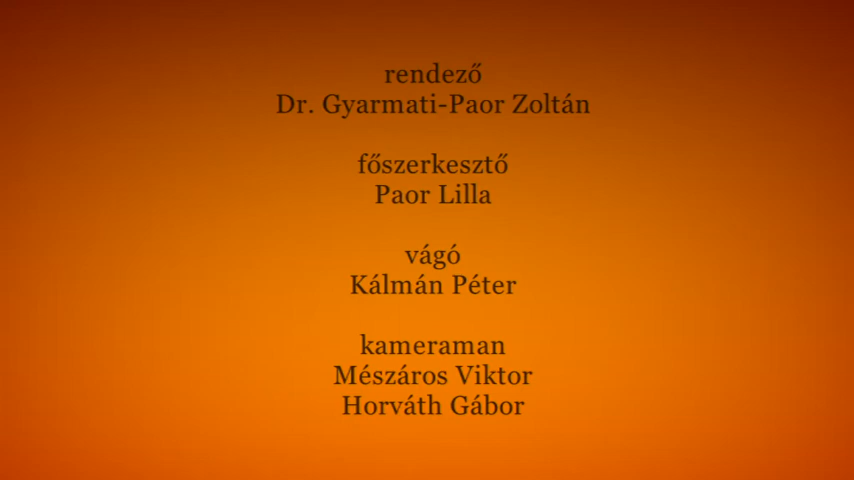 rendező
Dr. Gyarmati-Paor Zoltán
főszerkesztő
Paor Lilla
vágó
Kálmán Péter
kameraman
Mészáros Viktor
Horváth Gábor